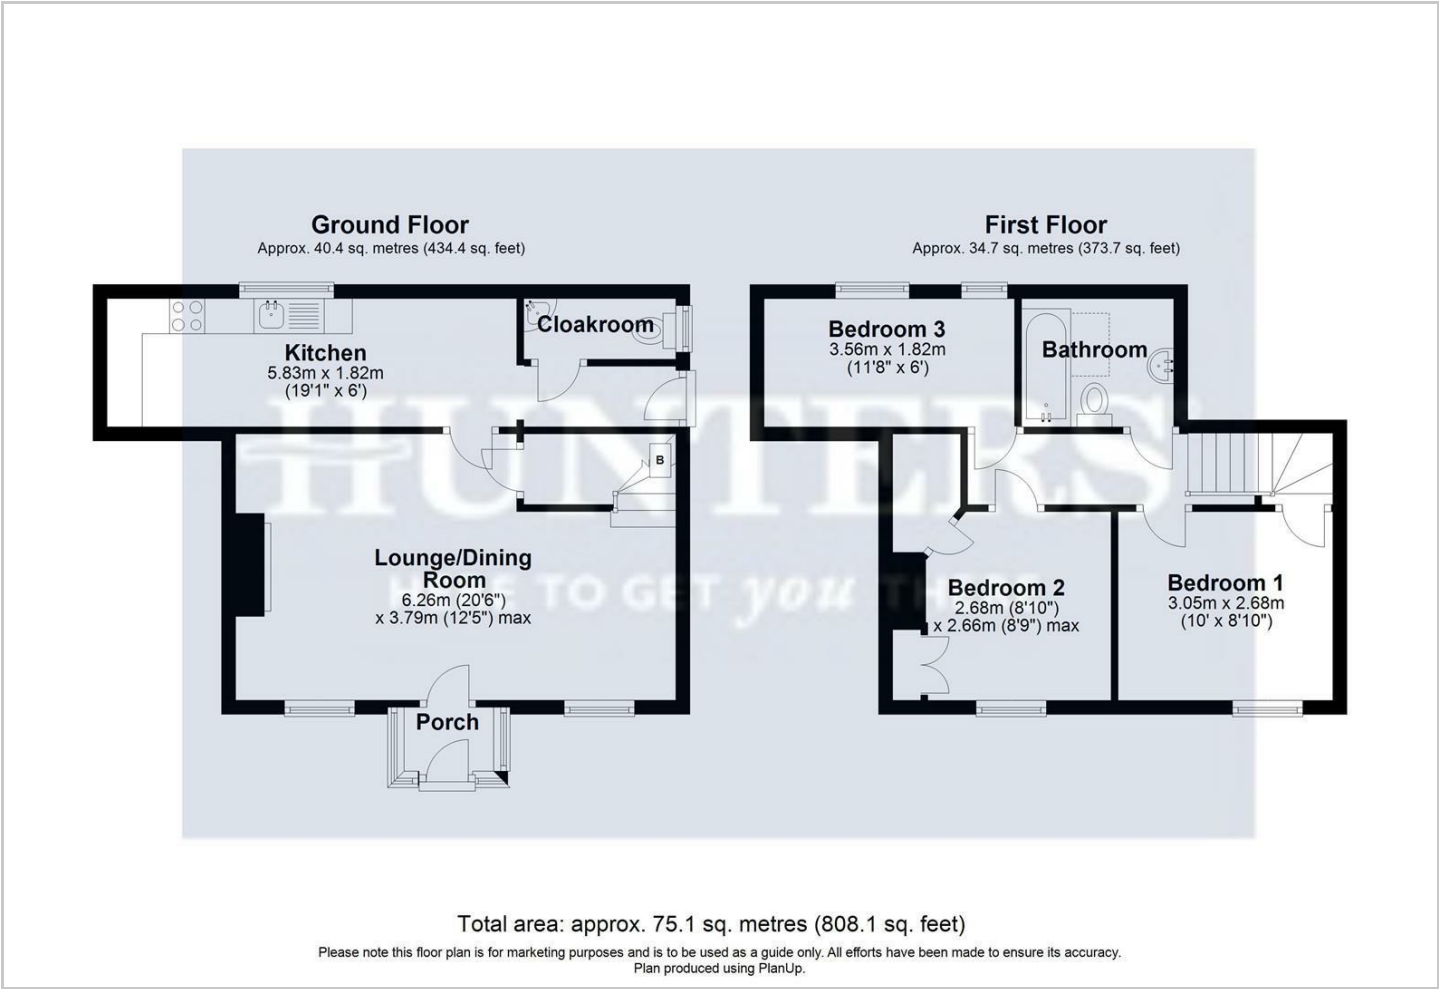 Ground Floor
Approx. 40.4 sq. metres (434.4 sq. feet)
Kitchen
5.83m x 1.82m
(19'1" x 6')
Cloakroom
B
Lounge/Dining
Room
6.26m (20'6")
x 3.79m (12'5") max
Porch
First Floor
Approx. 34.7 sq. metres (373.7 sq. feet)
Bedroom 3
3.56m x 1.82m
(11'8" x 6')
Bathroom
Bedroom 2
2.68m (8'10")
x 2.66m (8'9") max
Bedroom 1
3.05m x 2.68m
(10' x 8'10")
HUNTERS
HERE TO GET you THERE
Total area: approx. 75.1 sq. metres (808.1 sq. feet)
Please note this floor plan is for marketing purposes and is to be used as a guide only. All efforts have been made to ensure its accuracy.
Plan produced using PlanUp.